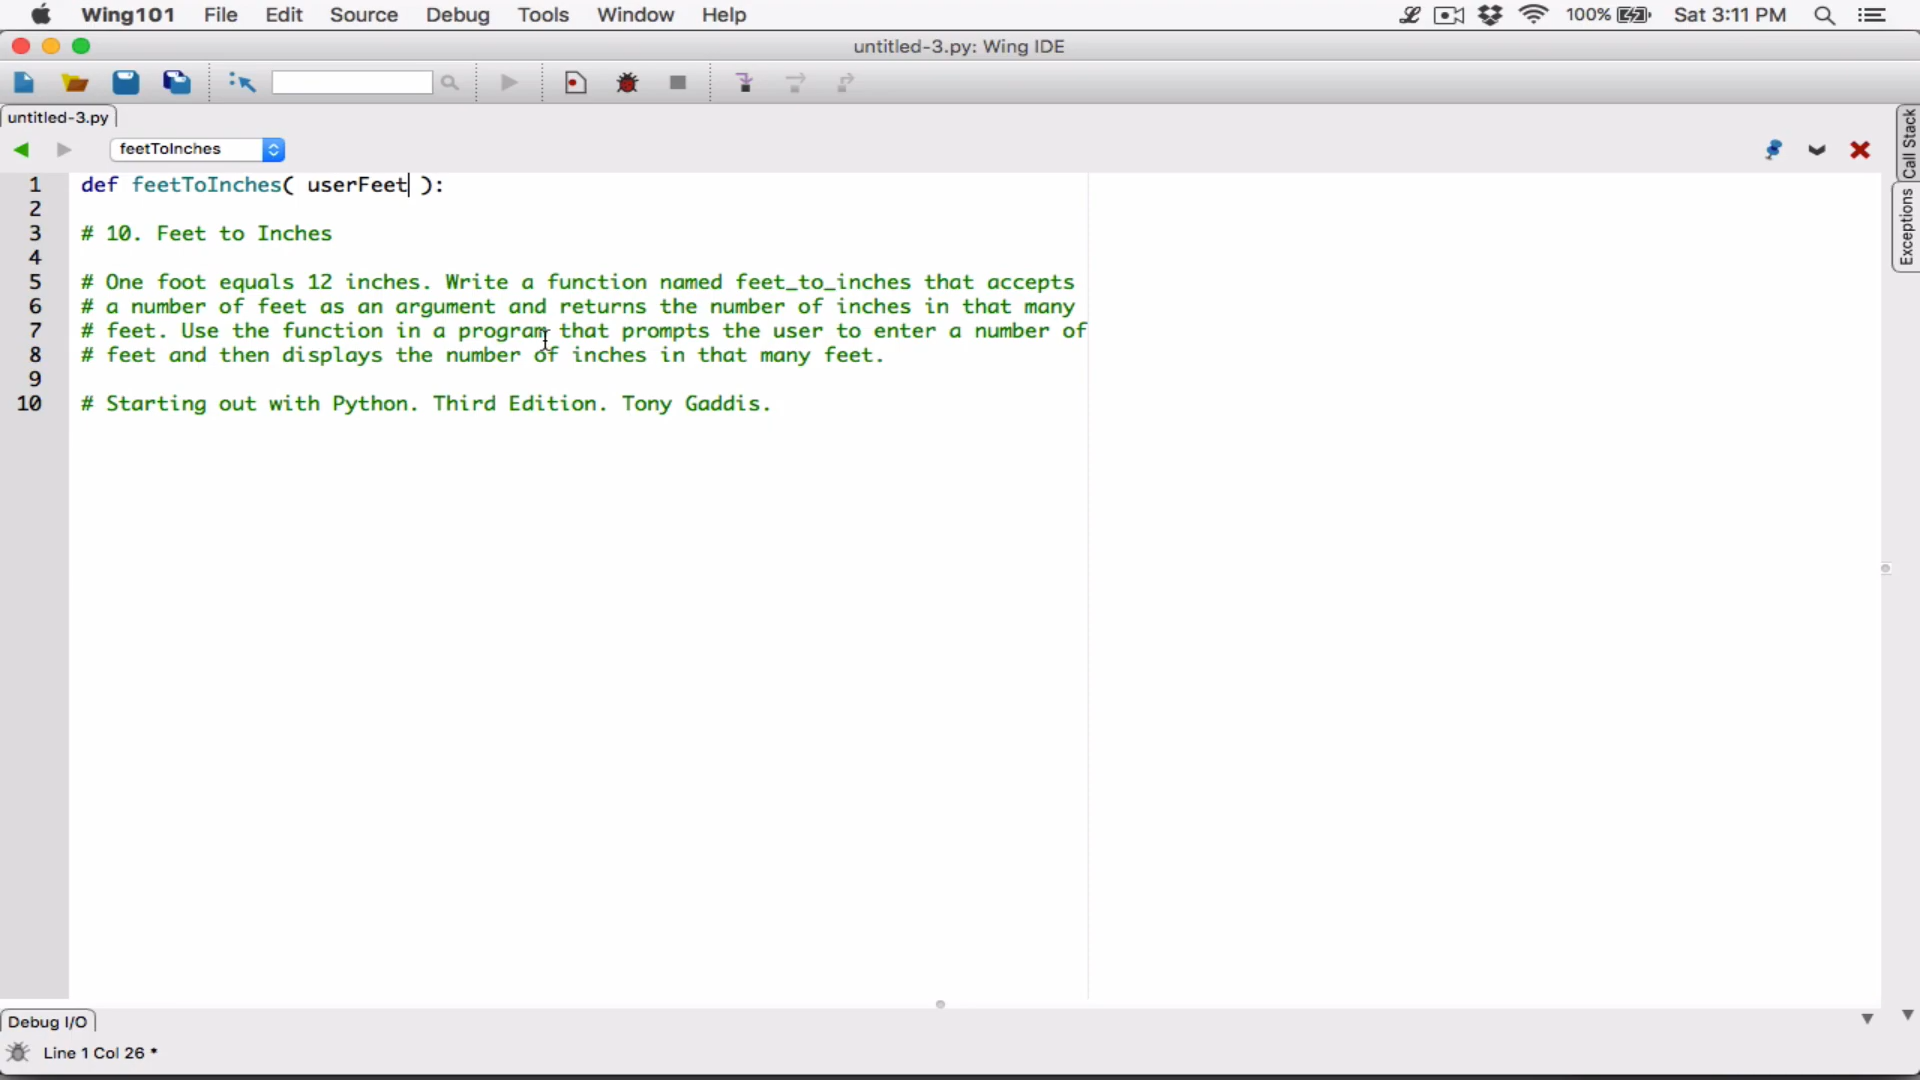 Wing101 File Edit Source Debug Tools Window Help 100% Sat 3:11 PM
untitled-3.py: Wing IDE
untitled-3.py
feetToInches
Call Stack
Exceptions
1 def feetToInches( userFeet ):
2
3 # 10. Feet to Inches
4
5 # One foot equals 12 inches. Write a function named feet_to_inches that accepts
6 # a number of feet as an argument and returns the number of inches in that many
7 # feet. Use the function in a program that prompts the user to enter a number of
8 # feet and then displays the number of inches in that many feet.
9
10 # Starting out with Python. Third Edition. Tony Gaddis.
Debug I/O
Line 1 Col 26 *